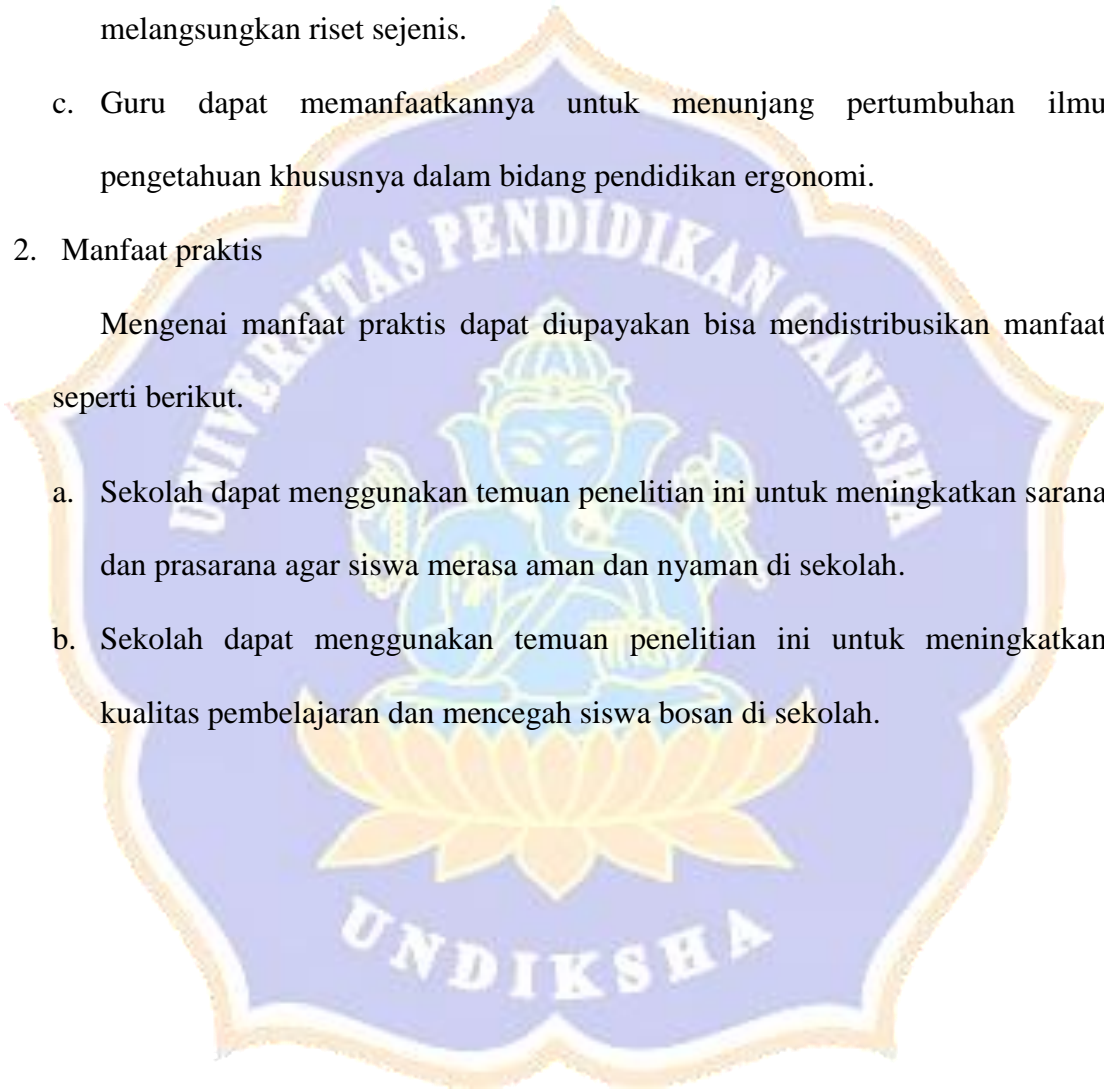 melangsungkan riset sejenis.
c. Guru dapat memanfaatkannya untuk menunjang pertumbuhan ilmu
pengetahuan khususnya dalam bidang pendidikan ergonomi.
2. Manfaat praktis
Mengenai manfaat praktis dapat diupayakan bisa mendistribusikan manfaat
seperti berikut.
a. Sekolah dapat menggunakan temuan penelitian ini untuk meningkatkan sarana
dan prasarana agar siswa merasa aman dan nyaman di sekolah.
b. Sekolah dapat menggunakan temuan penelitian ini untuk meningkatkan
kualitas pembelajaran dan mencegah siswa bosan di sekolah.
UNIVERSITAS PENDIDIKAN GANESHA
UNDIKSHA